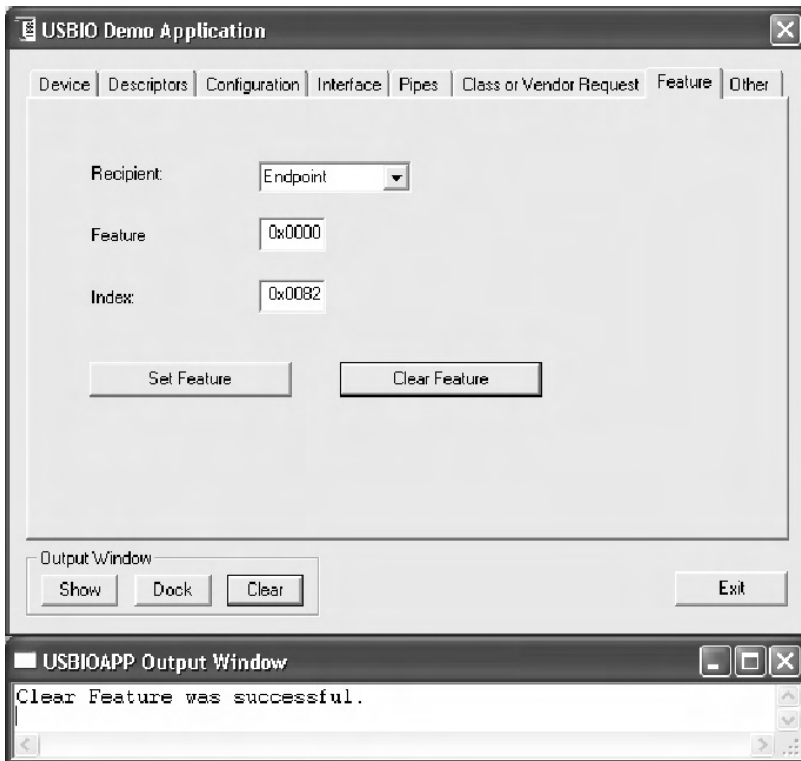 USBIO Demo Application
Device Descriptors Configuration Interface Pipes Class or Vendor Request Feature Other
Recipient: Endpoint
Feature 0x0000
Index: 0x0082
Set Feature Clear Feature
Output Window
Show Dock Clear Exit
USBIOAPP Output Window
Clear Feature was successful.